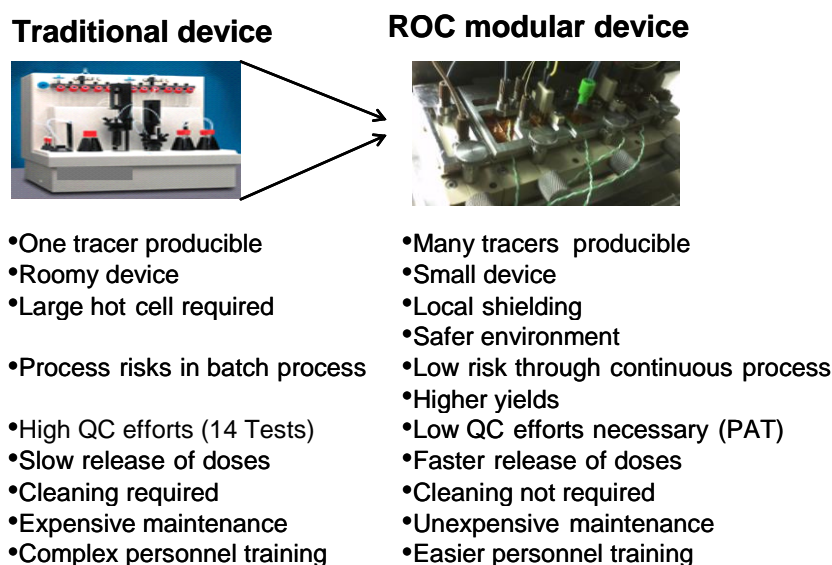 Traditional device
ROC modular device
•One tracer producible
•Roomy device
•Large hot cell required
•Process risks in batch process
•High QC efforts (14 Tests)
•Slow release of doses
•Cleaning required
•Expensive maintenance
•Complex personnel training
•Many tracers producible
•Small device
•Local shielding
•Safer environment
•Low risk through continuous process
•Higher yields
•Low QC efforts necessary (PAT)
•Faster release of doses
•Cleaning not required
•Unexpensive maintenance
•Easier personnel training